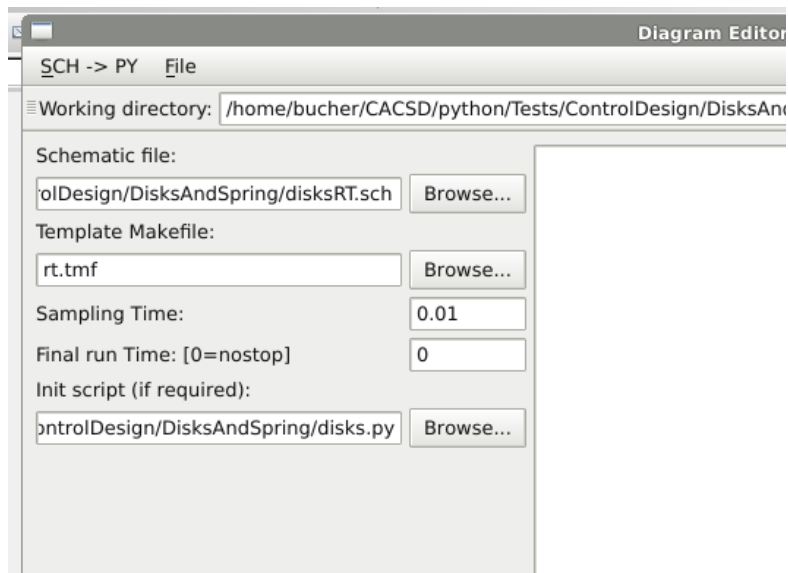 Diagram Editor
SCH -> PY File
Working directory: /home/bucher/CACSD/python/Tests/ControlDesign/DisksAnd
Schematic file:
olDesign/DisksAndSpring/disksRT.sch Browse...
Template Makefile:
rt.tmf Browse...
Sampling Time: 0.01
Final run Time: [0=nostop] 0
Init script (if required):
ontrolDesign/DisksAndSpring/disks.py Browse...